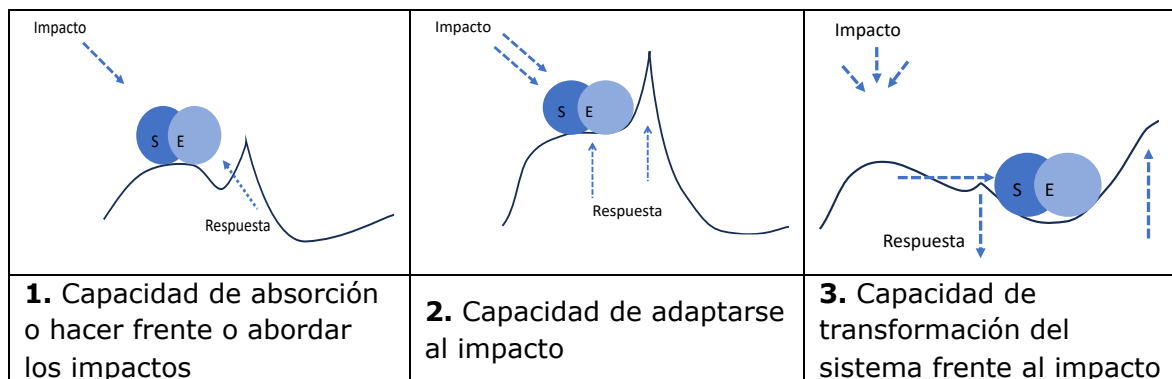 Impacto
S E
Respuesta
Impacto
S E
Respuesta
Impacto
S E
Respuesta
1. Capacidad de absorción
o hacer frente o abordar
los impactos
2. Capacidad de adaptarse
al impacto
3. Capacidad de
transformación del
sistema frente al impacto